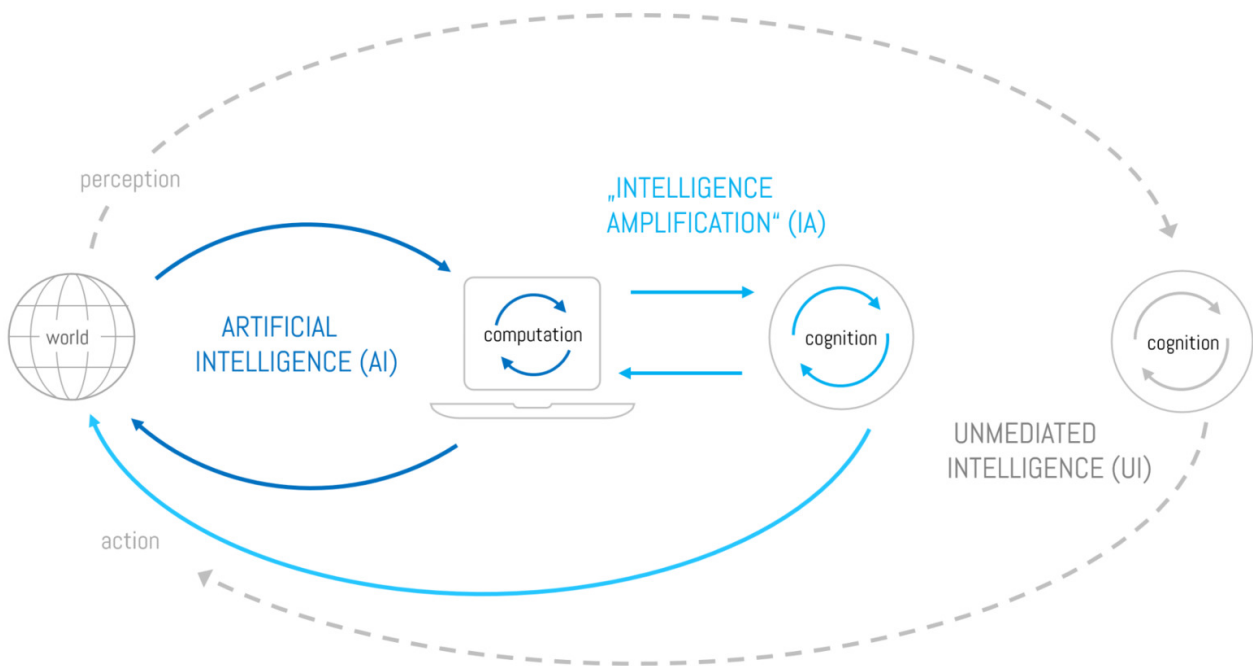 perception
„INTELLIGENCE
AMPLIFICATION“ (IA)
world
ARTIFICIAL
INTELLIGENCE (AI)
computation
cognition
cognition
UNMEDIATED
INTELLIGENCE (UI)
action